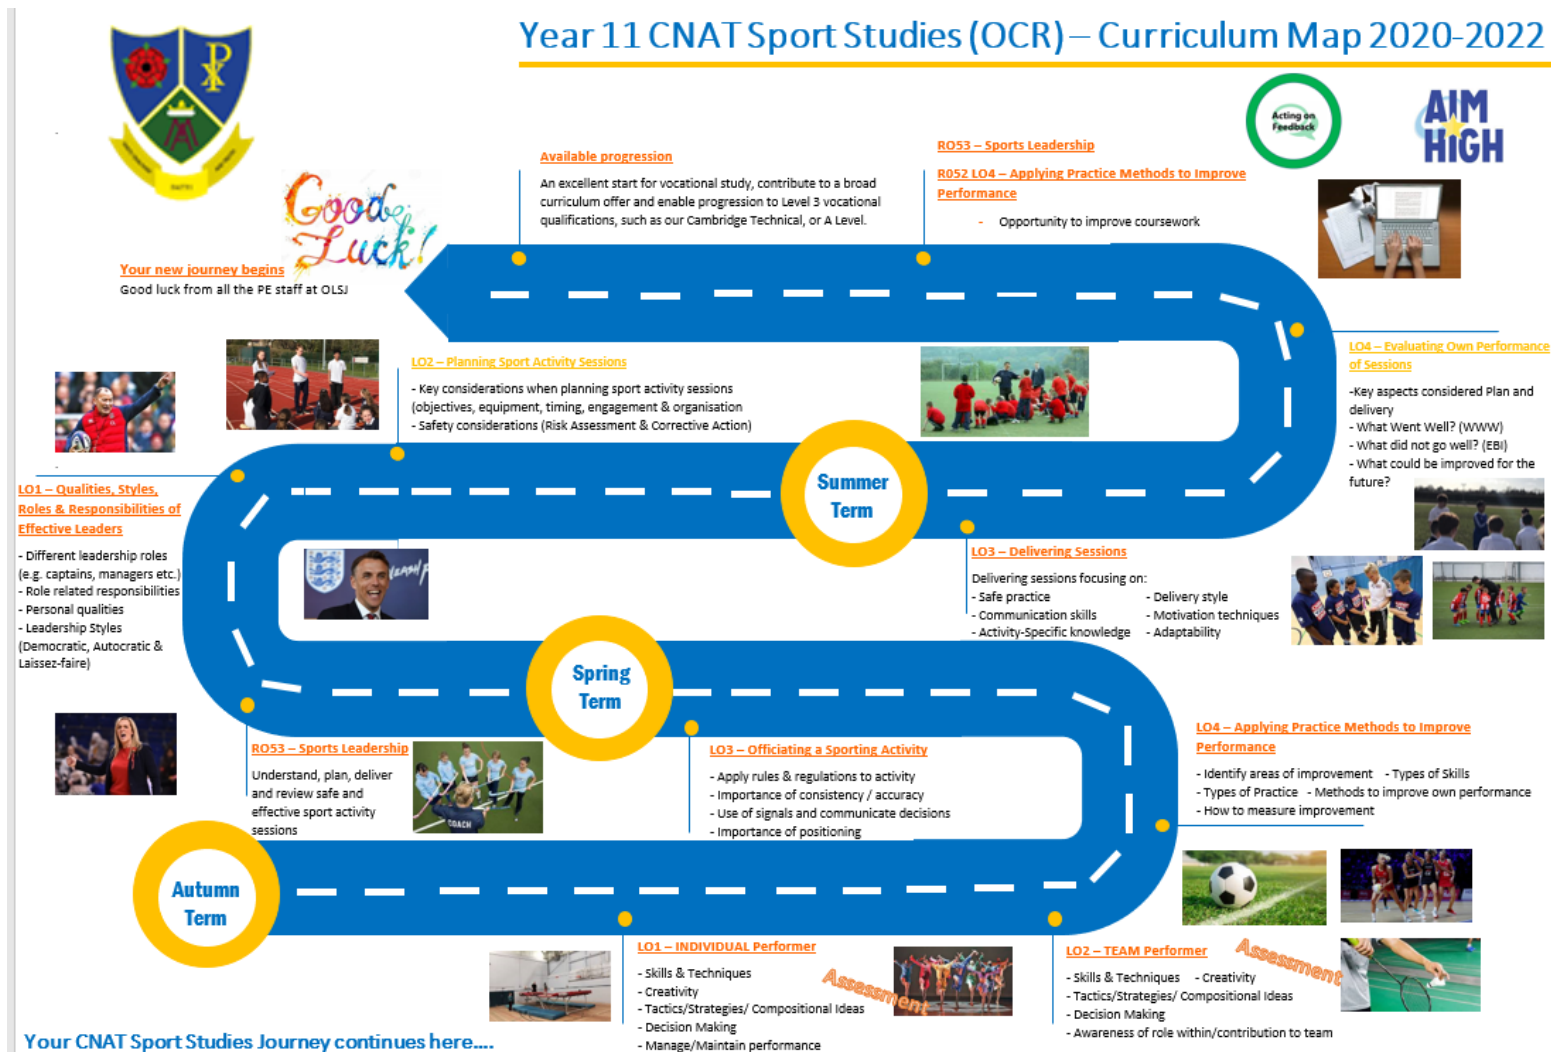 Year 11 CNAT Sport Studies (OCR) – Curriculum Map 2020-2022
Acting on
Feedback
AIM
HIGH
Good
Luck!
Available progression
An excellent start for vocational study, contribute to a broad
curriculum offer and enable progression to Level 3 vocational
qualifications, such as our Cambridge Technical, or A Level.
RO53 – Sports Leadership
R052 LO4 – Applying Practice Methods to Improve
Performance
- Opportunity to improve coursework
Your new journey begins
Good luck from all the PE staff at OLSJ
LO2 – Planning Sport Activity Sessions
- Key considerations when planning sport activity sessions
(objectives, equipment, timing, engagement & organisation
- Safety considerations (Risk Assessment & Corrective Action)
LO4 – Evaluating Own Performance
of Sessions
-Key aspects considered Plan and
delivery
- What Went Well? (WWW)
- What did not go well? (EBI)
- What could be improved for the
future?
Summer
Term
LO1 – Qualities, Styles,
Roles & Responsibilities of
Effective Leaders
- Different leadership roles
(e.g. captains, managers etc.)
- Role related responsibilities
- Personal qualities
- Leadership Styles
(Democratic, Autocratic &
Laissez-faire)
LO3 – Delivering Sessions
Delivering sessions focusing on:
- Safe practice - Delivery style
- Communication skills - Motivation techniques
- Activity-Specific knowledge - Adaptability
Spring
Term
RO53 – Sports Leadership
Understand, plan, deliver
and review safe and
effective sport activity
sessions
COACH
LO3 – Officiating a Sporting Activity
- Apply rules & regulations to activity
- Importance of consistency / accuracy
- Use of signals and communicate decisions
- Importance of positioning
LO4 – Applying Practice Methods to Improve
Performance
- Identify areas of improvement - Types of Skills
- Types of Practice - Methods to improve own performance
- How to measure improvement
Autumn
Term
LO1 – INDIVIDUAL Performer
- Skills & Techniques
- Creativity
- Tactics/Strategies/ Compositional Ideas
- Decision Making
- Manage/Maintain performance
Assessment
LO2 – TEAM Performer
- Skills & Techniques - Creativity
- Tactics/Strategies/ Compositional Ideas
- Decision Making
- Awareness of role within/contribution to team
Assessment
Your CNAT Sport Studies Journey continues here....